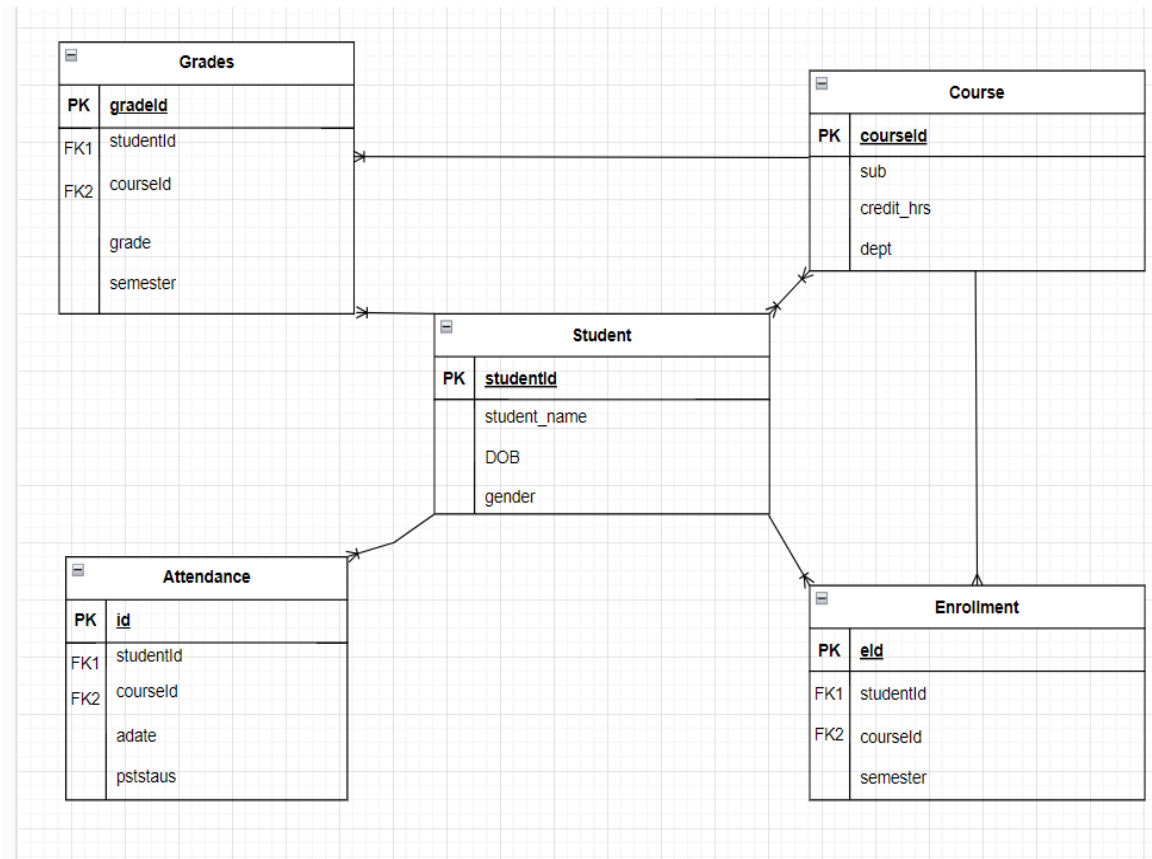 Grades
PK gradeId
FK1 studentId
FK2 courseId
grade
semester
Course
PK courseId
sub
credit_hrs
dept
Student
PK studentId
student_name
DOB
gender
Attendance
PK id
FK1 studentId
FK2 courseId
adate
pststaus
Enrollment
PK eId
FK1 studentId
FK2 courseId
semester